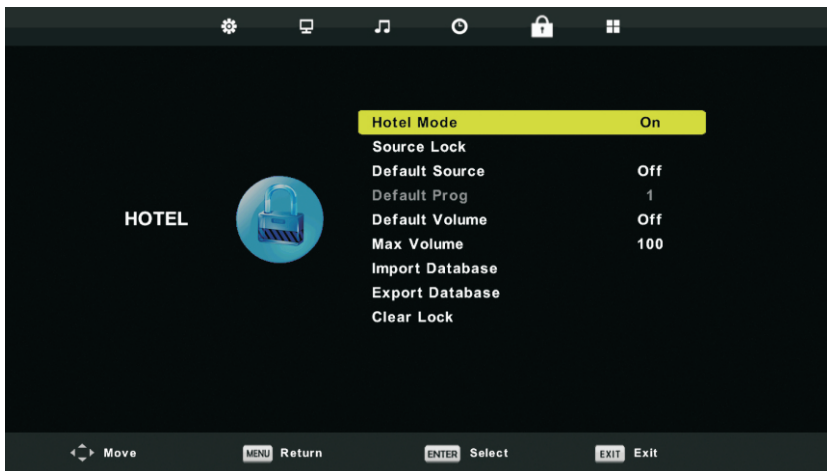 HOTEL
Hotel Mode On
Source Lock
Default Source Off
Default Prog 1
Default Volume Off
Max Volume 100
Import Database
Export Database
Clear Lock
Move MENU Return ENTER Select EXIT Exit